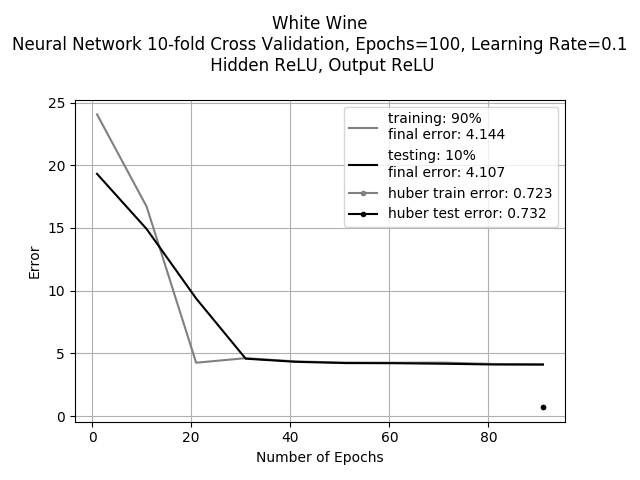 White Wine
Neural Network 10-fold Cross Validation, Epochs=100, Learning Rate=0.1
Hidden ReLU, Output ReLU
25
20
15
10
5
0
Error
training: 90%
final error: 4.144
testing: 10%
final error: 4.107
huber train error: 0.723
huber test error: 0.732
0
20
40
60
80
Number of Epochs